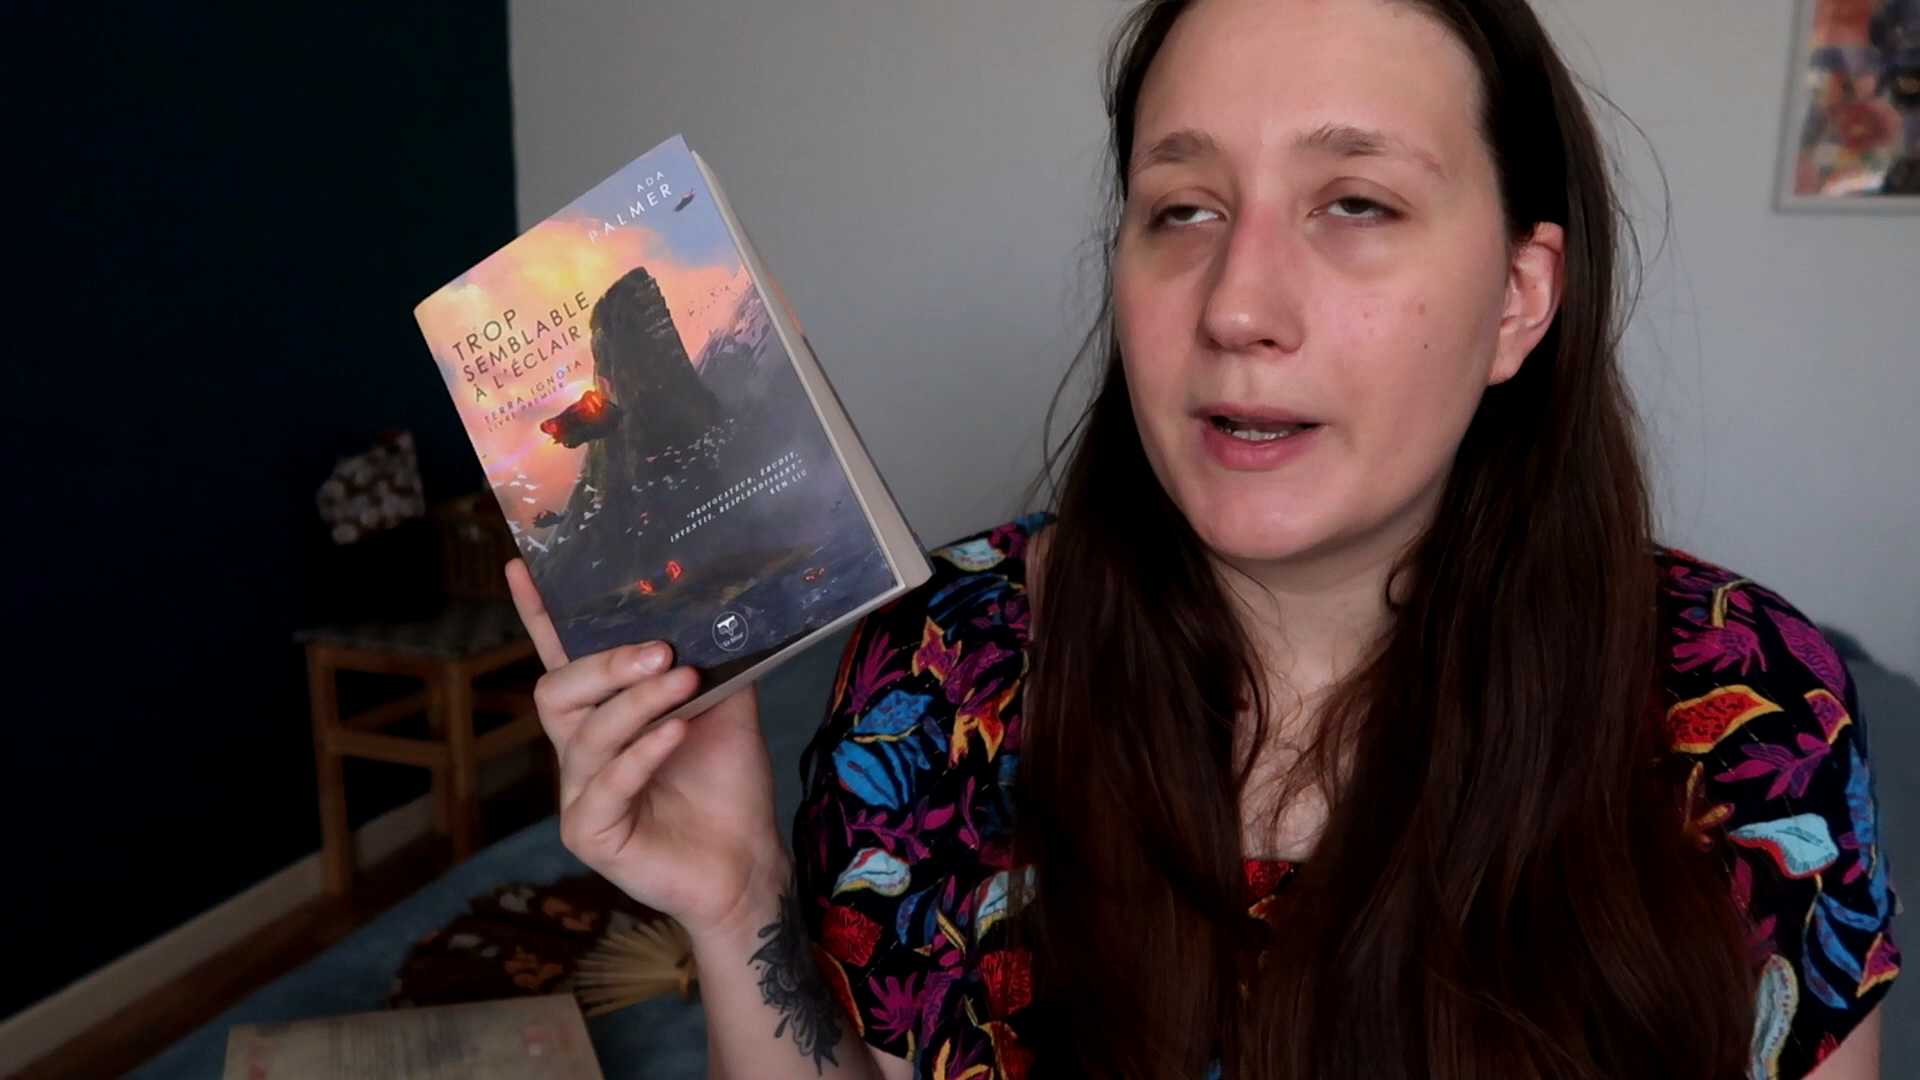 ADA
PALMER
TROP
SEMBLABLE
À L'ÉCLAIR
TERRA IGNOTA
LIVRE PREMIER
"PROVOCATEUR, ÉRUDIT,
INVENTIF, RESPLENDISSANT."
KEN LIU